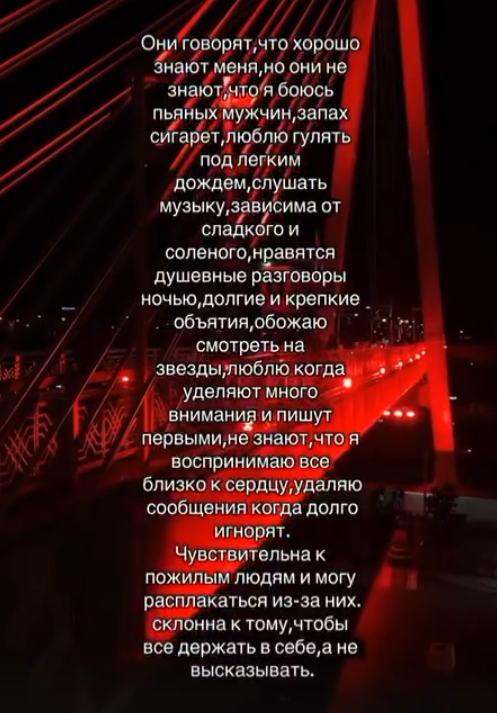 Они говорят,что хорошо
знают меня,но они не
знают,что я боюсь
пьяных мужчин,запах
сигарет,люблю гулять
под легким
дождем,слушать
музыку,зависима от
сладкого и
соленого,нравятся
душевные разговоры
ночью,долгие и крепкие
объятия,обожаю
смотреть на
звезды,люблю когда
уделяют много
внимания и пишут
первыми,не знают,что я
воспринимаю все
близко к сердцу,удаляю
сообщения когда долго
игнорят.
Чувствительна к
пожилым людям и могу
расплакаться из-за них.
склонна к тому,чтобы
все держать в себе,а не
высказывать.